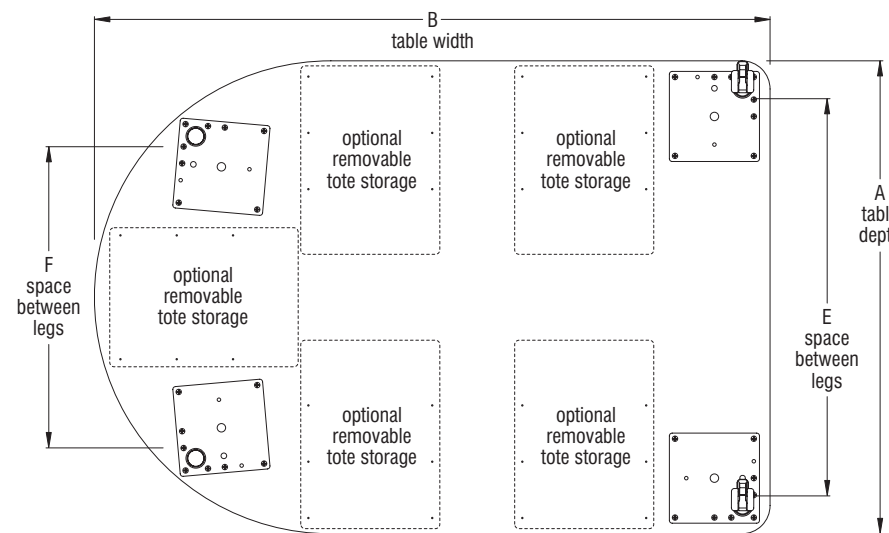 B
table width
optional
removable
tote storage
optional
removable
tote storage
A
F
space
between
legs
optional
removable
tote storage
E
space
between
legs
optional
removable
tote storage
optional
removable
tote storage